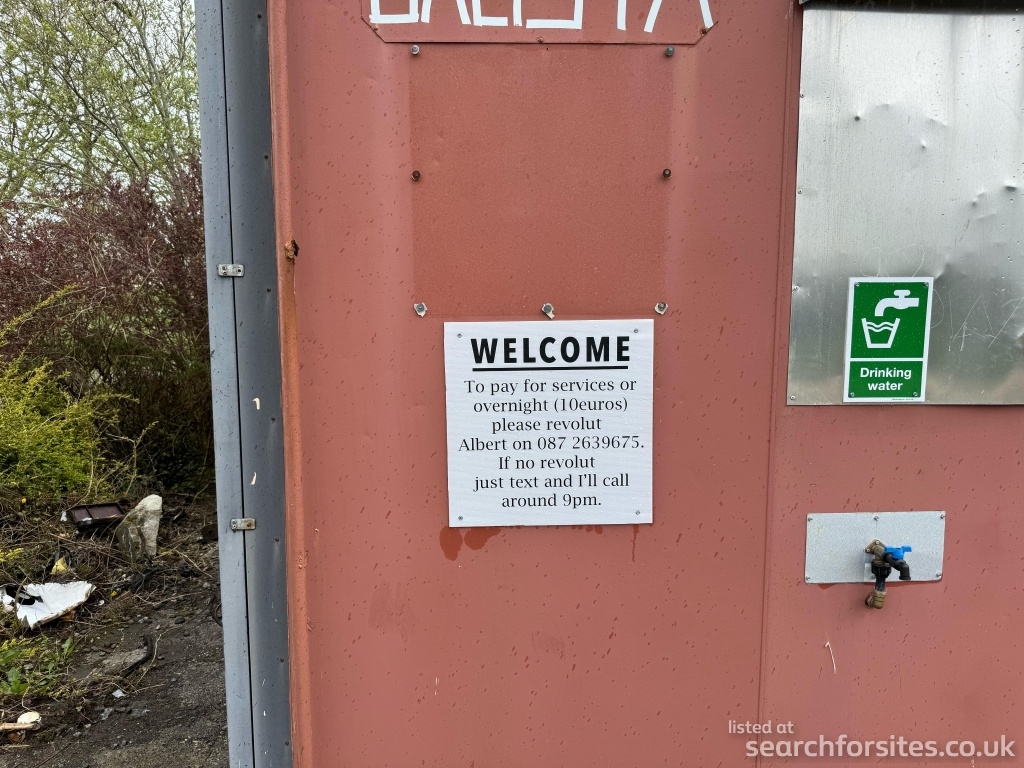 WELCOME
To pay for services or
overnight (10euros)
please revolut
Albert on 087 2639675.
If no revolut
just text and I'll call
around 9pm.
Drinking
water
listed at
searchforsites.co.uk